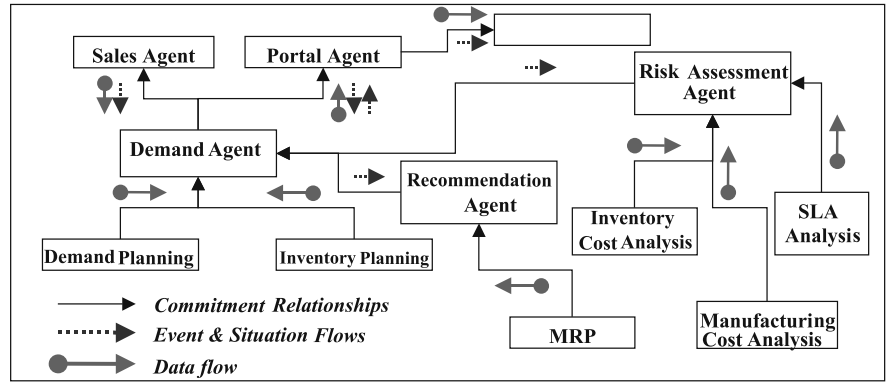 Sales Agent
Portal Agent
Risk Assessment
Agent
Demand Agent
Recommendation
Agent
Inventory
Cost Analysis
SLA
Analysis
Demand Planning
Inventory Planning
MRP
Manufacturing
Cost Analysis
Commitment Relationships
Event & Situation Flows
Data flow